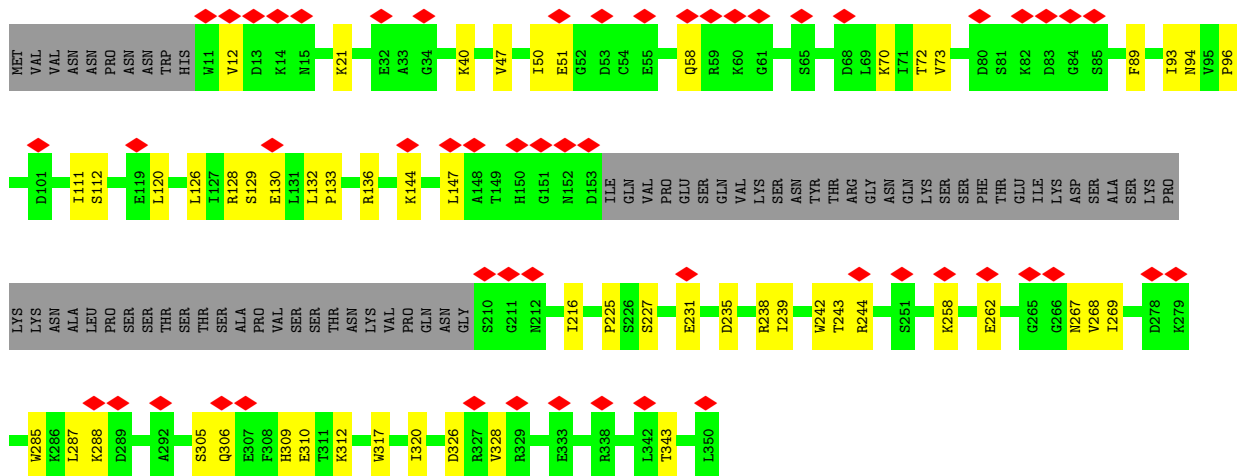 MET VAL VAL ASN ASN PRO ASN ASN TRP HIS W11 V12 D13 K14 N15 K21 E32 A33 G34 K40 V47 I50 E51 G52 D53 C54 E55 Q58 R59 K60 G61 S65 D68 L69 K70 I71 T72 V73 D80 S81 K82 D83 G84 S85 F89 I93 N94 V95 P96
D101 I111 S112 E119 L120 L126 I127 R128 S129 E130 L131 L132 P133 R136 K144 L147 A148 T149 H150 G151 N152 D153 ILE GLN VAL PRO GLU SER GLN VAL LYS SER ASN TYR THR ARG GLY ASN GLN LYS SER SER PHE THR GLU ILE LYS ASP SER ALA SER LYS PRO
LYS LYS ASN ALA LEU PRO SER SER THR SER THR SER ALA PRO VAL SER SER THR ASN LYS VAL PRO GLN ASN GLY S210 G211 N212 I216 P225 S226 S227 E231 D235 R238 I239 W242 T243 R244 S251 K258 E262 G265 G266 N267 V268 I269 D278 K279
W285 K286 L287 K288 D289 A292 S305 Q306 E307 F308 H309 E310 T311 K312 W317 I320 D326 R327 V328 R329 E333 R338 L342 T343 L350